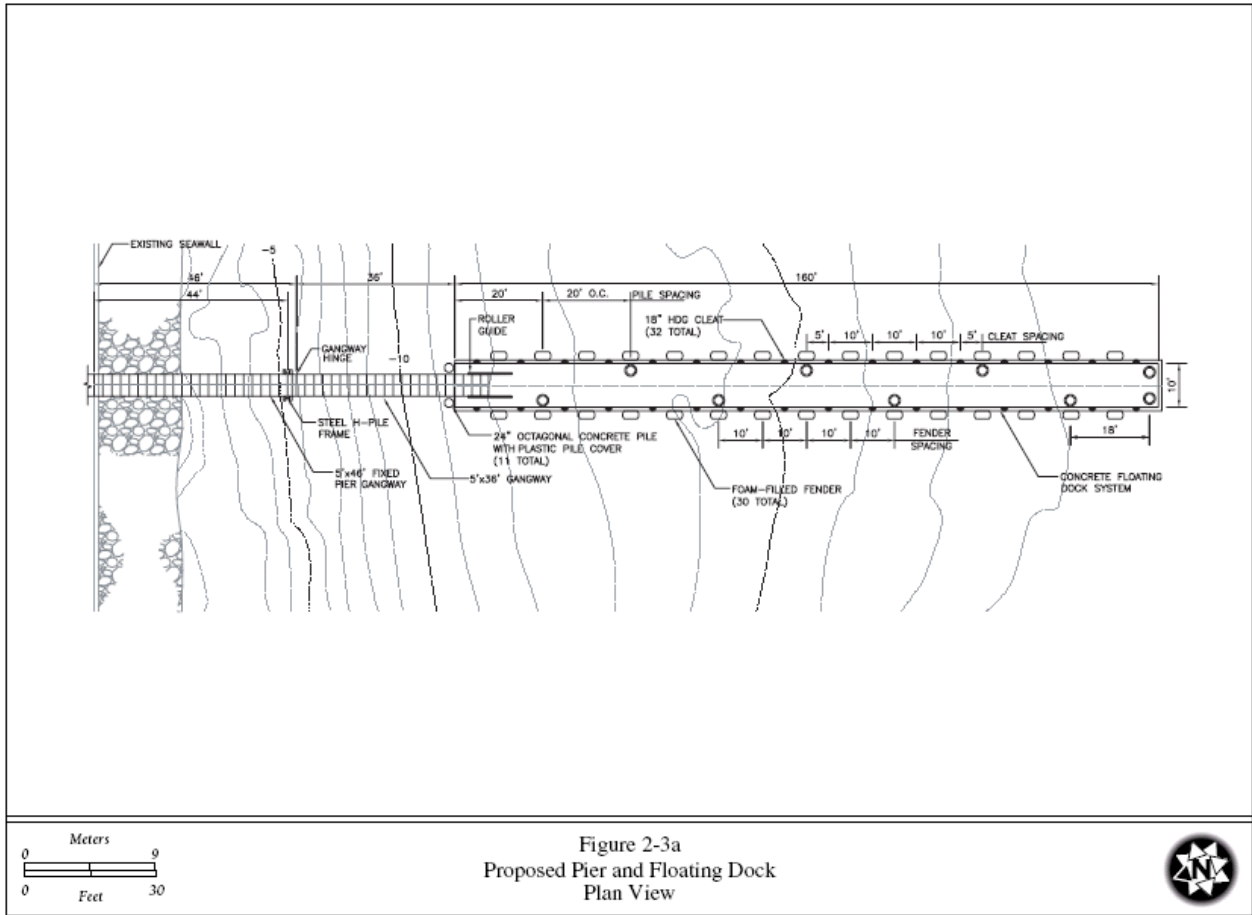 EXISTING SEAWALL
-5
46'
36'
160'
44'
20'
20' O.C.
PILE SPACING
ROLLER
GUIDE
18" HDG CLEAT
(32 TOTAL)
5'
10'
10'
10'
5'
CLEAT SPACING
GANGWAY
HINGE
-10
10'
STEEL H-PILE
FRAME
24" OCTAGONAL CONCRETE PILE
WITH PLASTIC PILE COVER
(11 TOTAL)
10'
10'
10'
10'
FENDER
SPACING
18'
5'x46' FIXED
PIER GANGWAY
5'x36' GANGWAY
FOAM-FILLED FENDER
(30 TOTAL)
CONCRETE FLOATING
DOCK SYSTEM
Meters
0 9
0 30
Feet
Figure 2-3a
Proposed Pier and Floating Dock
Plan View
N